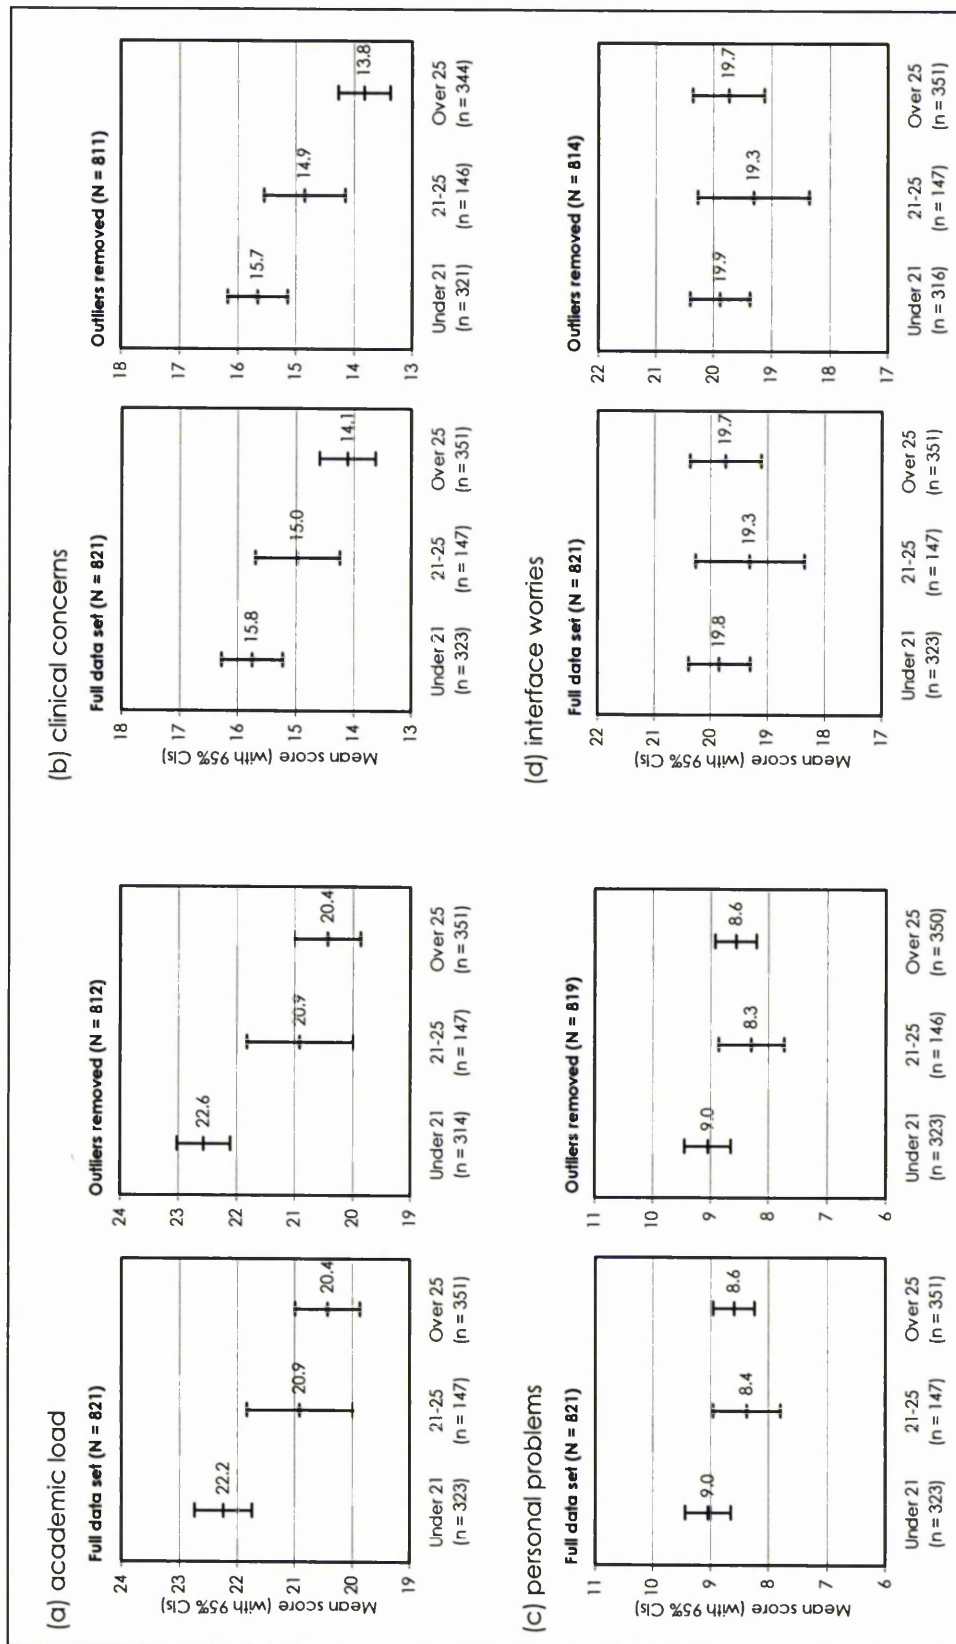 (a) academic load
Full data set (N = 821)
Mean score (with 95% CIs)
24
23
22
21
20
19
22.2
20.9
20.4
Under 21
(n = 323)
21-25
(n = 147)
Over 25
(n = 351)
Outliers removed (N = 812)
24
23
22
21
20
19
22.6
20.9
20.4
Under 21
(n = 314)
21-25
(n = 147)
Over 25
(n = 351)
(b) clinical concerns
Full data set (N = 821)
Mean score (with 95% CIs)
18
17
16
15
14
13
15.8
15.0
14.1
Under 21
(n = 323)
21-25
(n = 147)
Over 25
(n = 351)
Outliers removed (N = 811)
18
17
16
15
14
13
15.7
14.9
13.8
Under 21
(n = 321)
21-25
(n = 146)
Over 25
(n = 344)
(c) personal problems
Full data set (N = 821)
Mean score (with 95% CIs)
11
10
9
8
7
6
9.0
8.4
8.6
Under 21
(n = 323)
21-25
(n = 147)
Over 25
(n = 351)
Outliers removed (N = 819)
11
10
9
8
7
6
9.0
8.3
8.6
Under 21
(n = 323)
21-25
(n = 146)
Over 25
(n = 350)
(d) interface worries
Full data set (N = 821)
Mean score (with 95% CIs)
22
21
20
19
18
17
19.8
19.3
19.7
Under 21
(n = 323)
21-25
(n = 147)
Over 25
(n = 351)
Outliers removed (N = 814)
22
21
20
19
18
17
19.9
19.3
19.7
Under 21
(n = 316)
21-25
(n = 147)
Over 25
(n = 351)